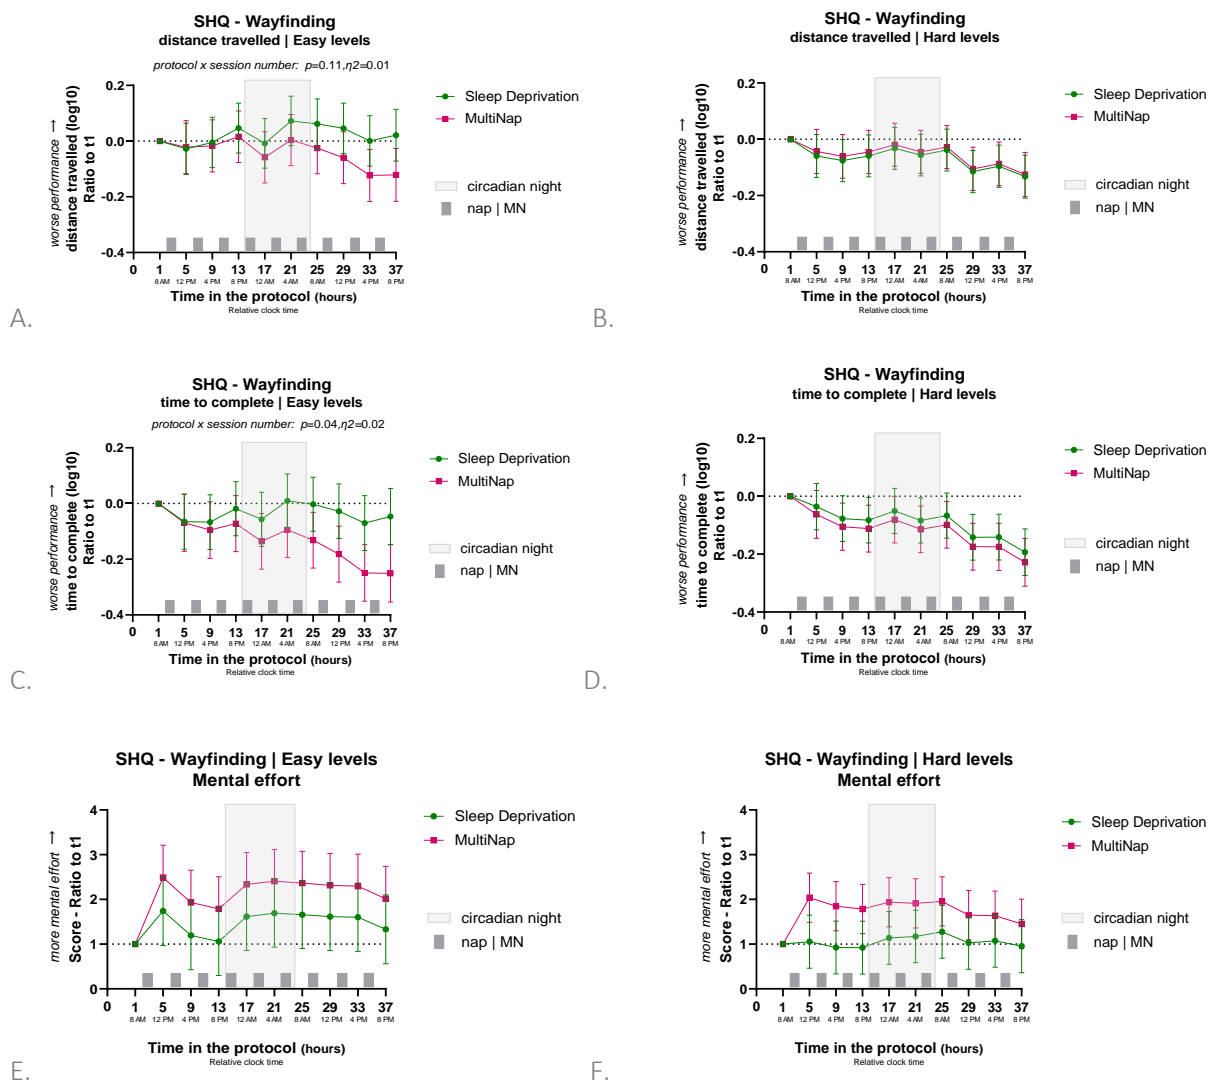 SHQ - Wayfinding
distance travelled | Easy levels
protocol x session number: p=0.11,η2=0.01
worse performance →
distance travelled (log10)
Ratio to t1
0.2
0.0
-0.2
-0.4
0 1 5 9 13 17 21 25 29 33 37
8 AM 12 PM 4 PM 8 PM 12 AM 4 AM 8 AM 12 PM 4 PM 8 PM
Time in the protocol (hours)
Relative clock time
Sleep Deprivation
MultiNap
circadian night
nap | MN
A.
SHQ - Wayfinding
distance travelled | Hard levels
worse performance →
distance travelled (log10)
Ratio to t1
0.2
0.0
-0.2
-0.4
0 1 5 9 13 17 21 25 29 33 37
8 AM 12 PM 4 PM 8 PM 12 AM 4 AM 8 AM 12 PM 4 PM 8 PM
Time in the protocol (hours)
Relative clock time
Sleep Deprivation
MultiNap
circadian night
nap | MN
B.
SHQ - Wayfinding
time to complete | Easy levels
protocol x session number: p=0.04,η2=0.02
worse performance →
time to complete (log10)
Ratio to t1
0.2
0.0
-0.2
-0.4
0 1 5 9 13 17 21 25 29 33 37
8 AM 12 PM 4 PM 8 PM 12 AM 4 AM 8 AM 12 PM 4 PM 8 PM
Time in the protocol (hours)
Relative clock time
Sleep Deprivation
MultiNap
circadian night
nap | MN
C.
SHQ - Wayfinding
time to complete | Hard levels
worse performance →
time to complete (log10)
Ratio to t1
0.2
0.0
-0.2
-0.4
0 1 5 9 13 17 21 25 29 33 37
8 AM 12 PM 4 PM 8 PM 12 AM 4 AM 8 AM 12 PM 4 PM 8 PM
Time in the protocol (hours)
Relative clock time
Sleep Deprivation
MultiNap
circadian night
nap | MN
D.
SHQ - Wayfinding | Easy levels
Mental effort
more mental effort →
Score - Ratio to t1
4
3
2
1
0
0 1 5 9 13 17 21 25 29 33 37
8 AM 12 PM 4 PM 8 PM 12 AM 4 AM 8 AM 12 PM 4 PM 8 PM
Time in the protocol (hours)
Relative clock time
Sleep Deprivation
MultiNap
circadian night
nap | MN
E.
SHQ - Wayfinding | Hard levels
Mental effort
more mental effort →
Score - Ratio to t1
4
3
2
1
0
0 1 5 9 13 17 21 25 29 33 37
8 AM 12 PM 4 PM 8 PM 12 AM 4 AM 8 AM 12 PM 4 PM 8 PM
Time in the protocol (hours)
Relative clock time
Sleep Deprivation
MultiNap
circadian night
nap | MN
F.